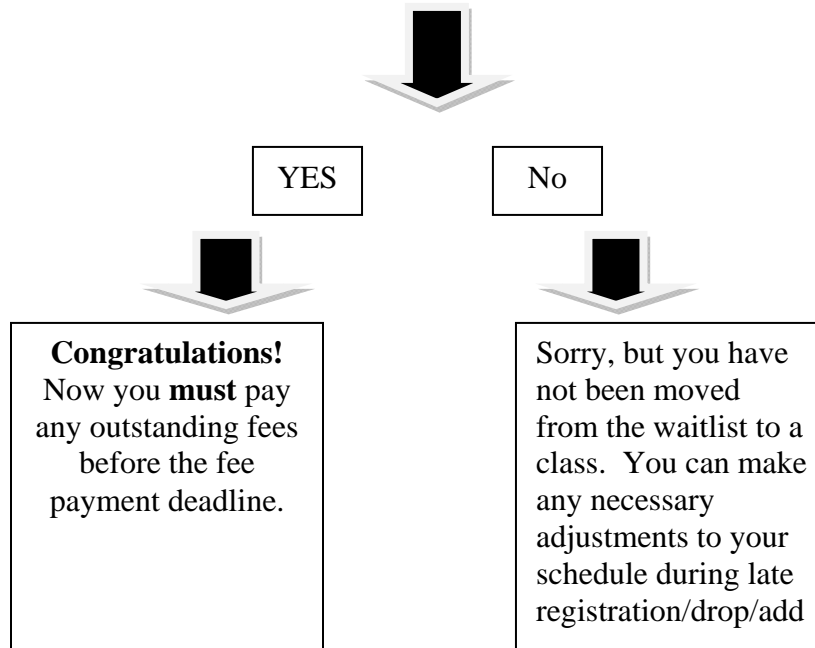 YES
No
Congratulations!
Now you must pay
any outstanding fees
before the fee
payment deadline.
Sorry, but you have
not been moved
from the waitlist to a
class.  You can make
any necessary
adjustments to your
schedule during late
registration/drop/add